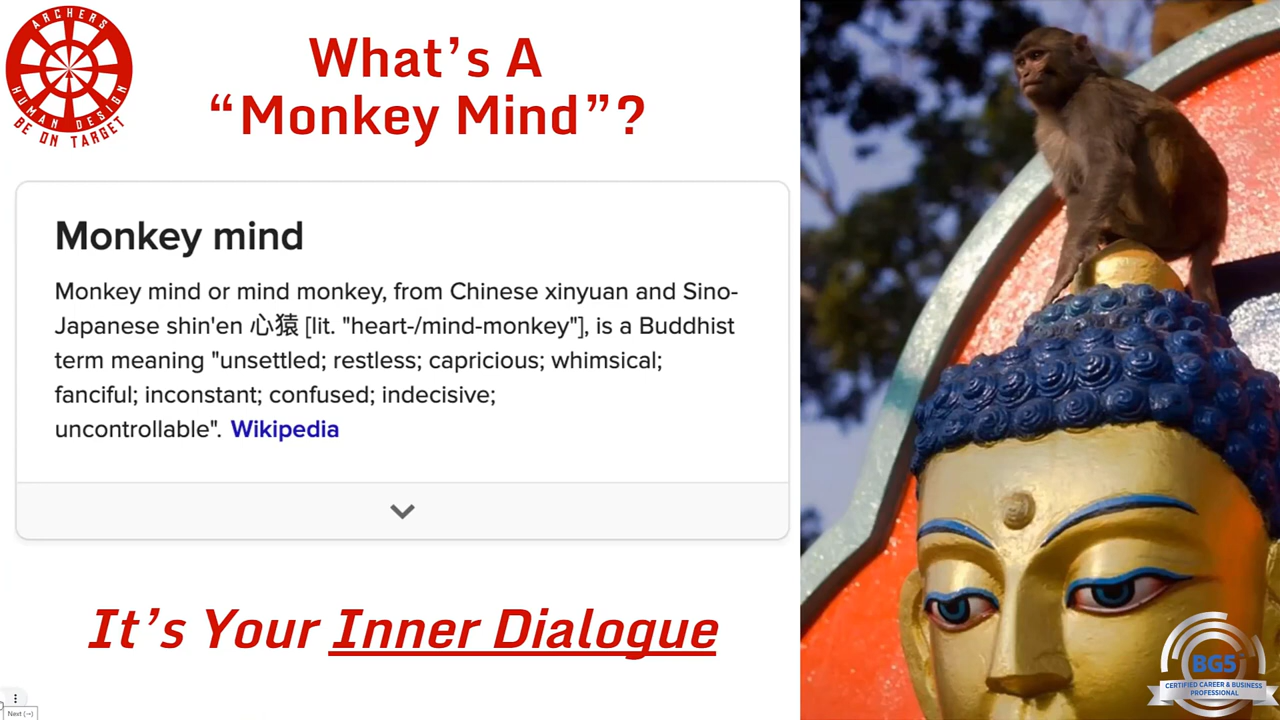 ARCHERS
HUMAN DESIGN
BE ON TARGET
What’s A
“Monkey Mind”?
Monkey mind
Monkey mind or mind monkey, from Chinese xinyuan and Sino-
Japanese shin'en 心猿 [lit. "heart-/mind-monkey"], is a Buddhist
term meaning "unsettled; restless; capricious; whimsical;
fanciful; inconstant; confused; indecisive;
uncontrollable". Wikipedia
It’s Your Inner Dialogue
BG5
CERTIFIED CAREER & BUSINESS
PROFESSIONAL
Next (→)